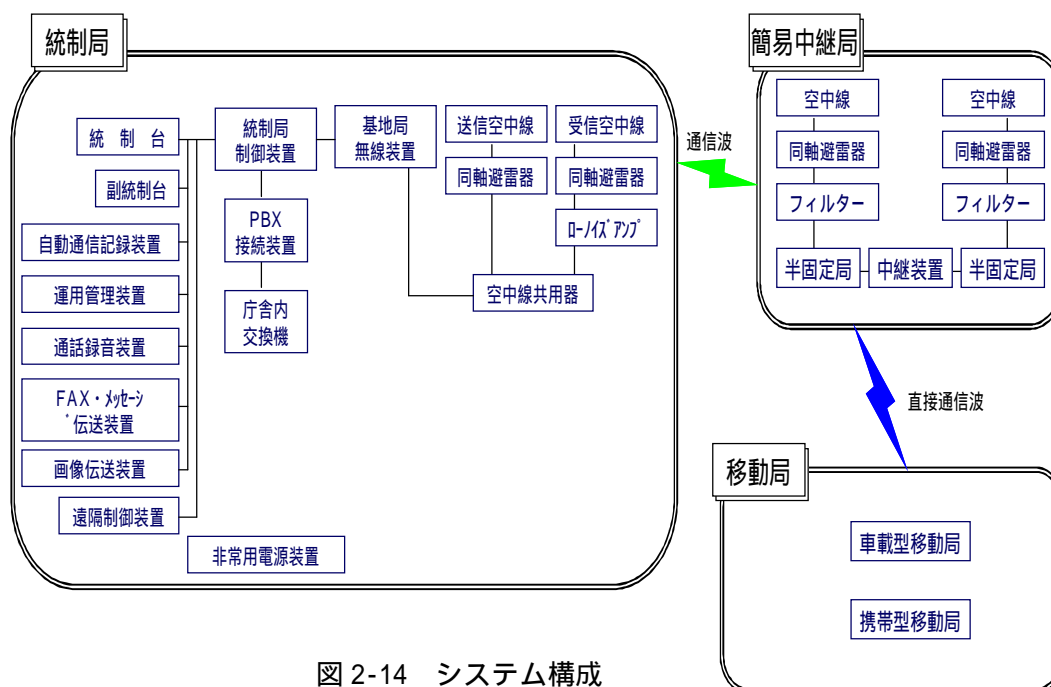 統制局
統 制 台
副統制台
自動通信記録装置
運用管理装置
通話録音装置
FAX・ﾒｯｾｰｼ
ﾞ伝送装置
画像伝送装置
遠隔制御装置
統制局
制御装置
PBX
接続装置
庁舎内
交換機
基地局
無線装置
送信空中線
同軸避雷器
受信空中線
同軸避雷器
ﾛｰﾉｲｽﾞｱﾝﾌﾟ
空中線共用器
非常用電源装置
通信波
簡易中継局
空中線
同軸避雷器
フィルター
半固定局
中継装置
空中線
同軸避雷器
フィルター
半固定局
直接通信波
移動局
車載型移動局
携帯型移動局
図 2-14 システム構成